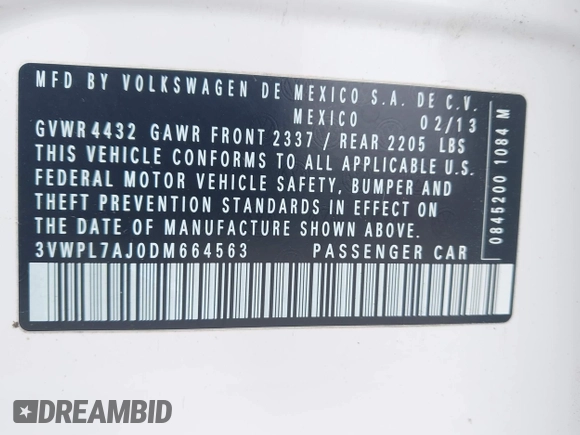 MFD BY VOLKSWAGEN DE MEXICO S.A. DE C.V.
MEXICO 02/13
GVWR 4432 GAWR FRONT 2337 / REAR 2205 LBS
THIS VEHICLE CONFORMS TO ALL APPLICABLE U.S.
FEDERAL MOTOR VEHICLE SAFETY, BUMPER AND
THEFT PREVENTION STANDARDS IN EFFECT ON
THE DATE OF MANUFACTURE SHOWN ABOVE.
3VWPL7AJ0DM664563 PASSENGER CAR
0845200 1084 M
DREAMBID